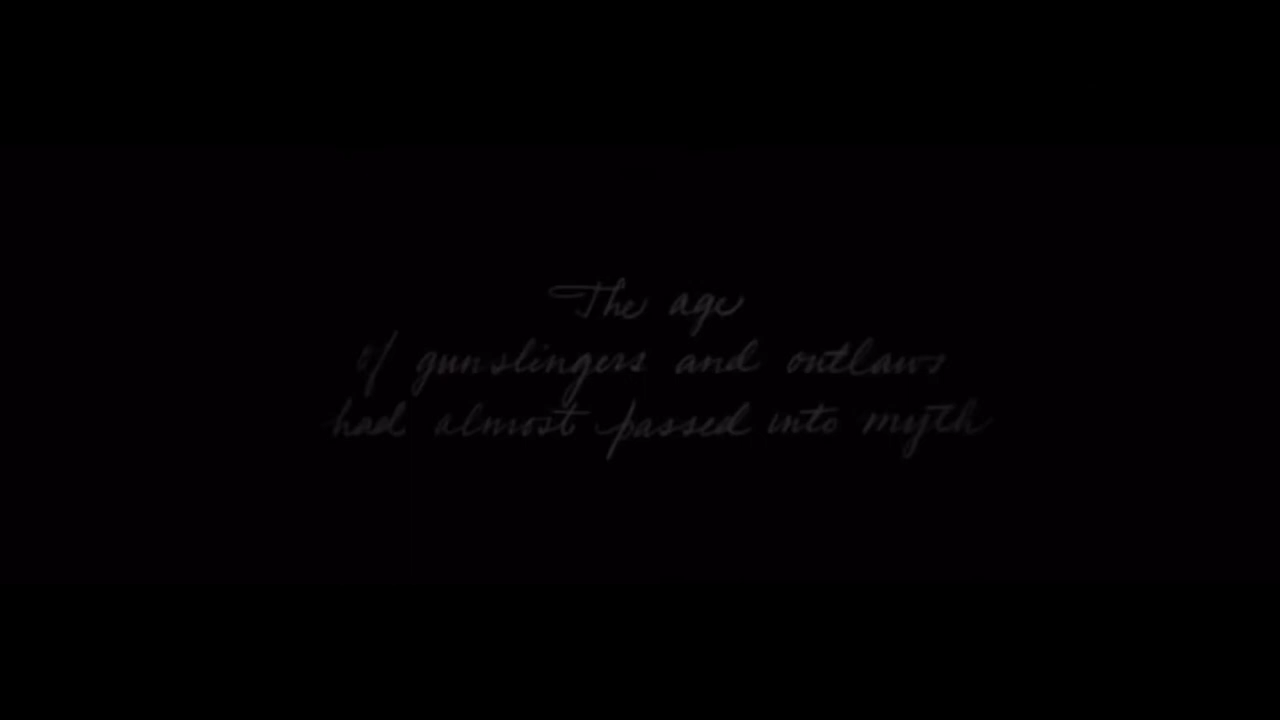 The age
of gunslingers and outlaws
had almost passed into myth